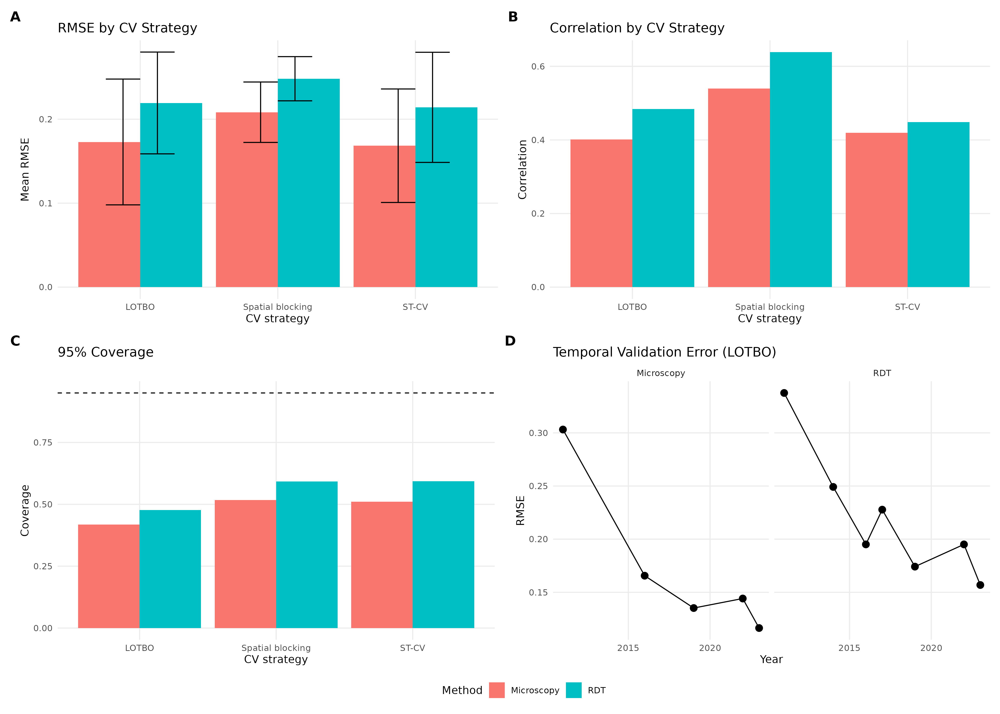 A
RMSE by CV Strategy
Mean RMSE
0.2
0.1
0.0
LOTBO
Spatial blocking
ST-CV
CV strategy
B
Correlation by CV Strategy
Correlation
0.6
0.4
0.2
0.0
LOTBO
Spatial blocking
ST-CV
CV strategy
C
95% Coverage
Coverage
0.75
0.50
0.25
0.00
LOTBO
Spatial blocking
ST-CV
CV strategy
D
Temporal Validation Error (LOTBO)
Microscopy
RDT
RMSE
0.30
0.25
0.20
0.15
2015
2020
2015
2020
Year
Method
Microscopy
RDT